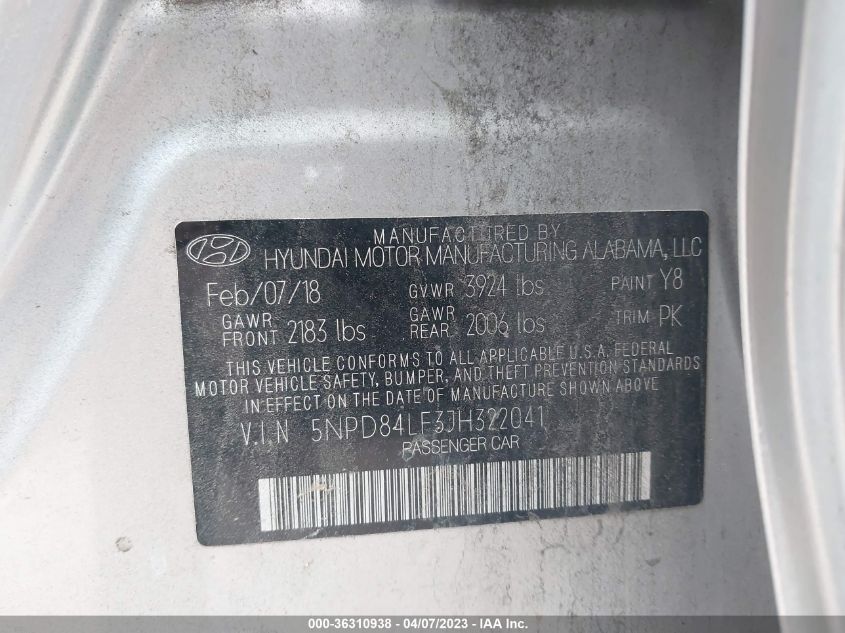 MANUFACTURED BY
HYUNDAI MOTOR MANUFACTURING ALABAMA, LLC
Feb/07/18 GVWR 3924 lbs PAINT Y8
GAWR FRONT 2183 lbs GAWR REAR 2006 lbs TRIM PK
THIS VEHICLE CONFORMS TO ALL APPLICABLE U.S.A. FEDERAL
MOTOR VEHICLE SAFETY, BUMPER, AND THEFT PREVENTION STANDARDS
IN EFFECT ON THE DATE OF MANUFACTURE SHOWN ABOVE
V.I.N 5NPD84LF3JH322041
PASSENGER CAR
000-36310938 - 04/07/2023 - IAA Inc.